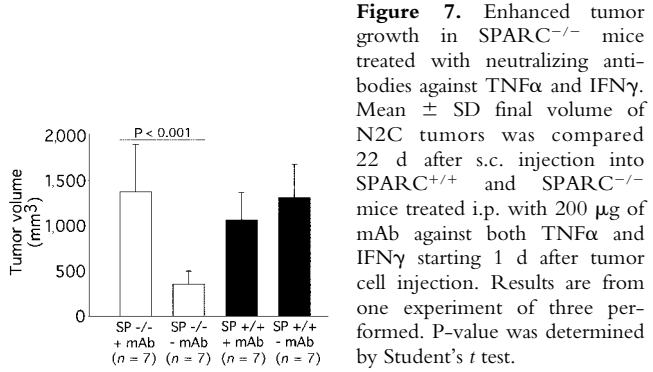 2,000
P < 0.001
1,500
1,000
500
0
Tumor volume
(mm3)
SP -/-
+ mAb
(n = 7)
SP -/-
- mAb
(n = 7)
SP +/+
+ mAb
(n = 7)
SP +/+
- mAb
(n = 7)
Figure 7. Enhanced tumor
growth in SPARC−/− mice
treated with neutralizing anti-
bodies against TNFα and IFNγ.
Mean ± SD final volume of
N2C tumors was compared
22 d after s.c. injection into
SPARC+/+ and SPARC−/−
mice treated i.p. with 200 μg of
mAb against both TNFα and
IFNγ starting 1 d after tumor
cell injection. Results are from
one experiment of three per-
formed. P-value was determined
by Student's t test.